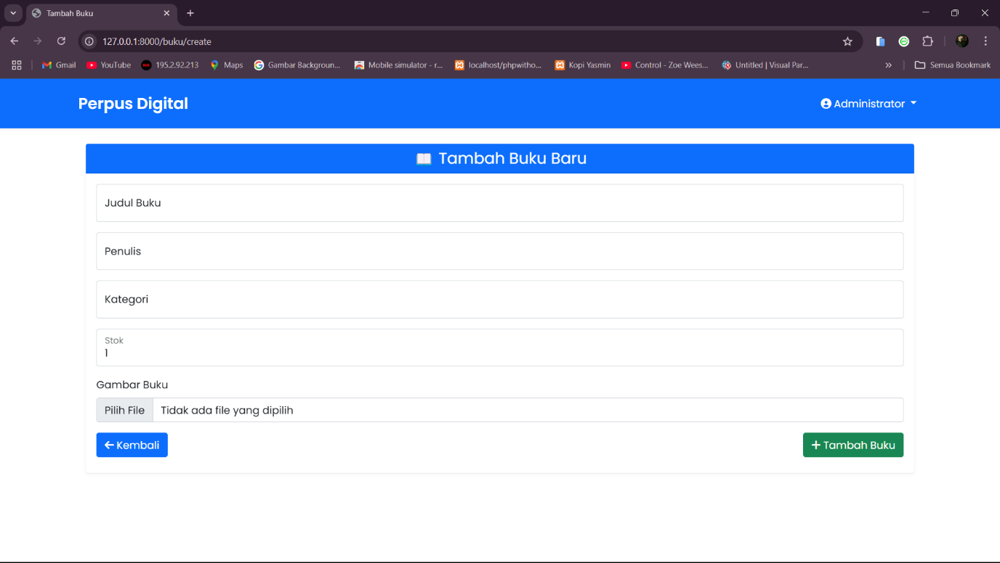 Tambah Buku
127.0.0.1:8000/buku/create
Gmail YouTube 195.2.92.213 Maps Gambar Backgroun... Mobile simulator - r... localhost/phpwitho... Kopi Yasmin Control - Zoe Wees... Untitled | Visual Par... » Semua Bookmark
Perpus Digital Administrator
Tambah Buku Baru
Judul Buku
Penulis
Kategori
Stok
1
Gambar Buku
Pilih File Tidak ada file yang dipilih
Kembali + Tambah Buku